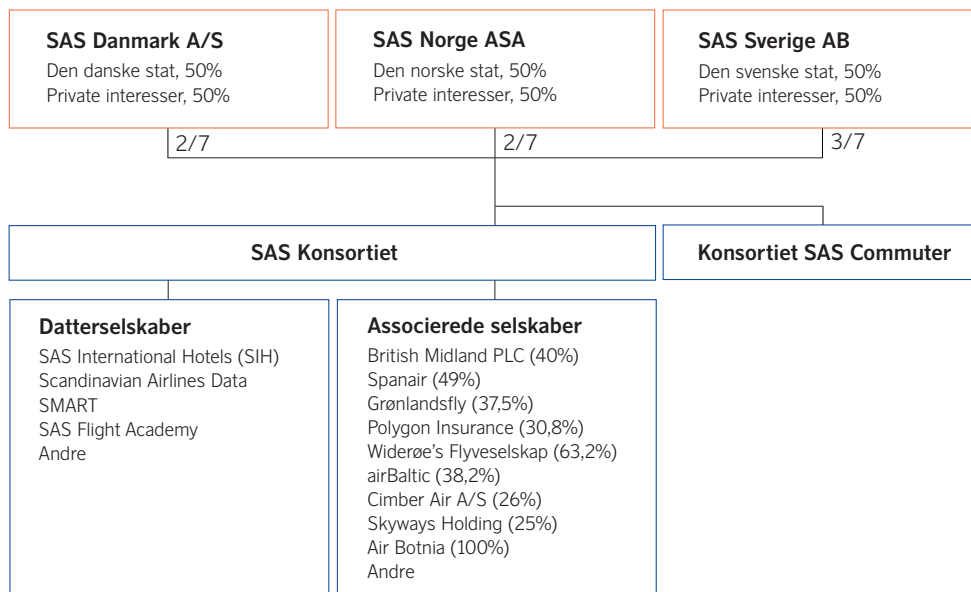 SAS Danmark A/S
Den danske stat, 50%
Private interesser, 50%
SAS Norge ASA
Den norske stat, 50%
Private interesser, 50%
SAS Sverige AB
Den svenske stat, 50%
Private interesser, 50%
2/7
2/7
3/7
SAS Konsortiet
Konsortiet SAS Commuter
Datterselskaber
SAS International Hotels (SIH)
Scandinavian Airlines Data
SMART
SAS Flight Academy
Andre
Associerede selskaber
British Midland PLC (40%)
Spanair (49%)
Grønlandsfly (37,5%)
Polygon Insurance (30,8%)
Widerøe's Flyveselskap (63,2%)
airBaltic (38,2%)
Cimber Air A/S (26%)
Skyways Holding (25%)
Air Botnia (100%)
Andre